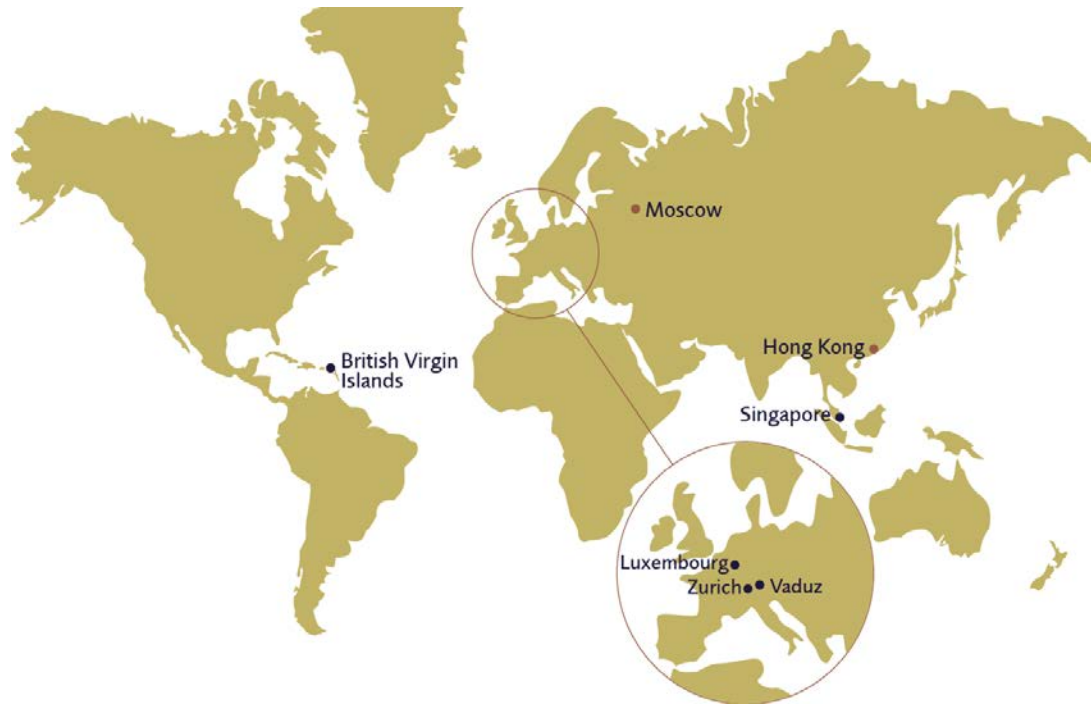 Moscow
Hong Kong
British Virgin
Islands
Singapore
Luxembourg
Zurich
Vaduz